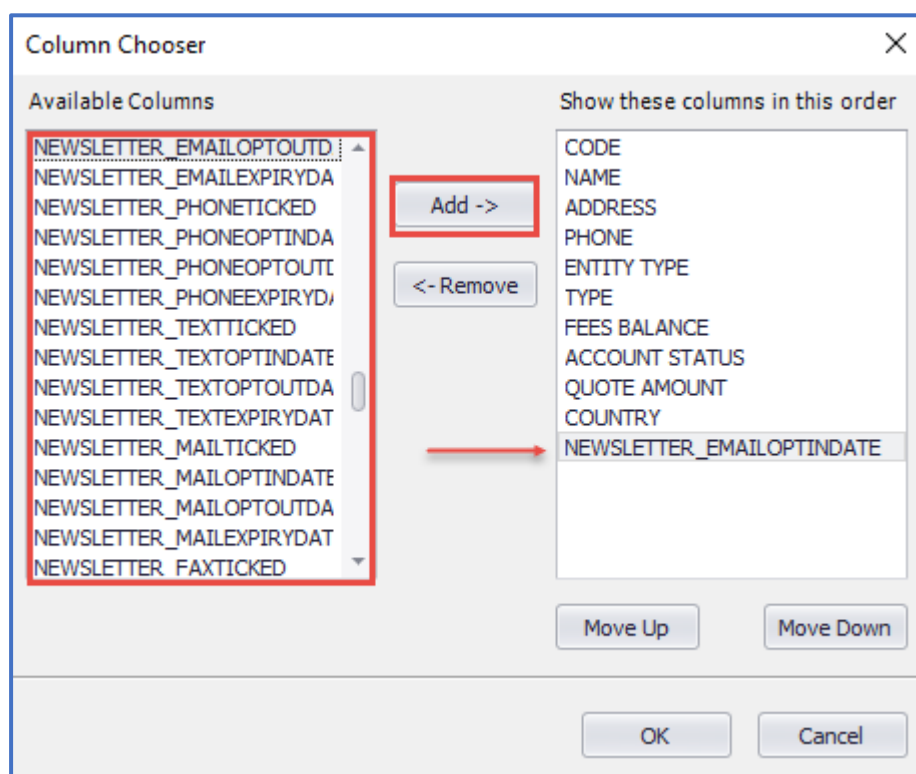 Column Chooser
Available Columns
NEWSLETTER_EMAILOPTOUTD
NEWSLETTER_EMAILEXPIRYDA
NEWSLETTER_PHONETICKED
NEWSLETTER_PHONEOPTINDA
NEWSLETTER_PHONEOPTOUTD
NEWSLETTER_PHONEEXPIRYDA
NEWSLETTER_TEXTTICKED
NEWSLETTER_TEXTOPTINDATE
NEWSLETTER_TEXTOPTOUTDA
NEWSLETTER_TEXTEXPIRYDAT
NEWSLETTER_MAILTICKED
NEWSLETTER_MAILOPTINDATE
NEWSLETTER_MAILOPTOUTDA
NEWSLETTER_MAILEXPIRYDAT
NEWSLETTER_FAXTICKED
Add ->
<- Remove
Show these columns in this order
CODE
NAME
ADDRESS
PHONE
ENTITY TYPE
TYPE
FEES BALANCE
ACCOUNT STATUS
QUOTE AMOUNT
COUNTRY
NEWSLETTER_EMAILOPTINDATE
Move Up
Move Down
OK
Cancel